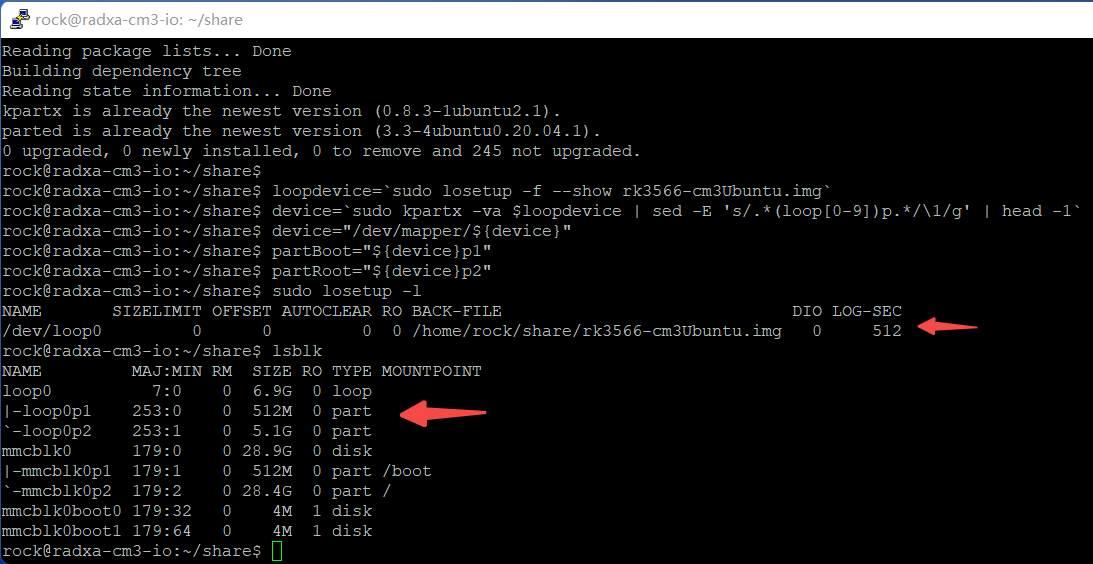 rock@radxa-cm3-io: ~/share
Reading package lists... Done
Building dependency tree
Reading state information... Done
kpartx is already the newest version (0.8.3-1ubuntu2.1).
parted is already the newest version (3.3-4ubuntu0.20.04.1).
0 upgraded, 0 newly installed, 0 to remove and 245 not upgraded.
rock@radxa-cm3-io:~/share$
rock@radxa-cm3-io:~/share$ loopdevice=`sudo losetup -f --show rk3566-cm3Ubuntu.img`
rock@radxa-cm3-io:~/share$ device=`sudo kpartx -va $loopdevice | sed -E 's/.*(loop[0-9])p.*/\1/g' | head -1`
rock@radxa-cm3-io:~/share$ device="/dev/mapper/${device}"
rock@radxa-cm3-io:~/share$ partBoot="${device}p1"
rock@radxa-cm3-io:~/share$ partRoot="${device}p2"
rock@radxa-cm3-io:~/share$ sudo losetup -l
NAME       SIZELIMIT OFFSET AUTOCLEAR RO BACK-FILE                             DIO LOG-SEC
/dev/loop0         0      0         0  0 /home/rock/share/rk3566-cm3Ubuntu.img   0     512
rock@radxa-cm3-io:~/share$ lsblk
NAME         MAJ:MIN RM  SIZE RO TYPE MOUNTPOINT
loop0          7:0    0  6.9G  0 loop
|-loop0p1    253:0    0  512M  0 part
`-loop0p2    253:1    0  5.1G  0 part
mmcblk0      179:0    0 28.9G  0 disk
|-mmcblk0p1  179:1    0  512M  0 part /boot
`-mmcblk0p2  179:2    0 28.4G  0 part /
mmcblk0boot0 179:32   0    4M  1 disk
mmcblk0boot1 179:64   0    4M  1 disk
rock@radxa-cm3-io:~/share$